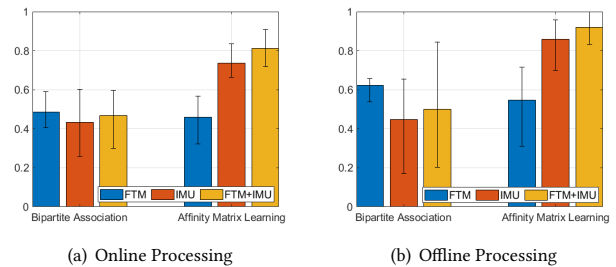 1
0.8
0.6
0.4
0.2
0
FTM IMU FTM+IMU
Bipartite Association Affinity Matrix Learning
(a) Online Processing
1
0.8
0.6
0.4
0.2
0
FTM IMU FTM+IMU
Bipartite Association Affinity Matrix Learning
(b) Offline Processing